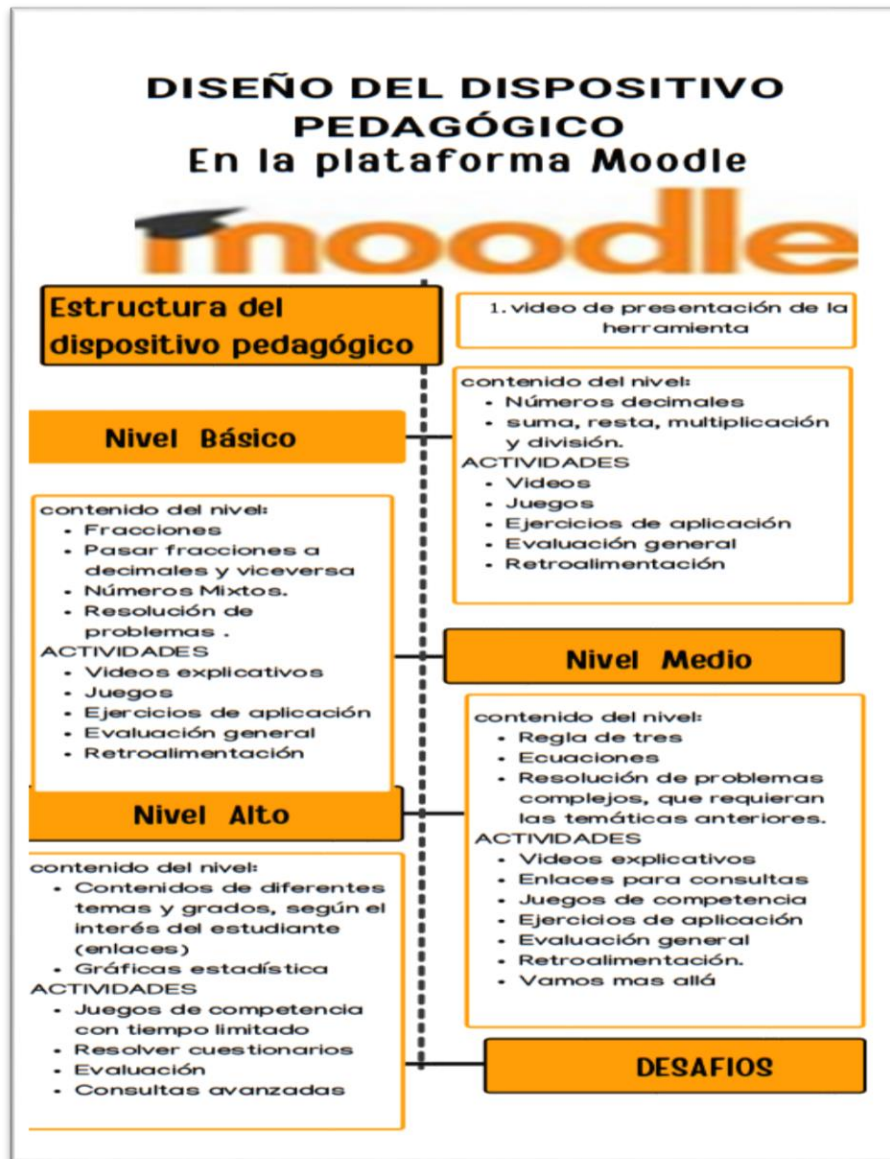 DISEÑO DEL DISPOSITIVO
PEDAGÓGICO
En la plataforma Moodle
moodle
Estructura del
dispositivo pedagógico
1. video de presentación de la
herramienta
Nivel Básico
contenido del nivel:
• Números decimales
• suma, resta, multiplicación
y división.
ACTIVIDADES
• Videos
• Juegos
• Ejercicios de aplicación
• Evaluación general
• Retroalimentación
Nivel Medio
contenido del nivel:
• Fracciones
• Pasar fracciones a
decimales y viceversa
• Números Mixtos.
• Resolución de
problemas .
ACTIVIDADES
• Videos explicativos
• Juegos
• Ejercicios de aplicación
• Evaluación general
• Retroalimentación
Nivel Alto
contenido del nivel:
• Regla de tres
• Ecuaciones
• Resolución de problemas
complejos, que requieran
las temáticas anteriores.
ACTIVIDADES
• Videos explicativos
• Enlaces para consultas
• Juegos de competencia
• Ejercicios de aplicación
• Evaluación general
• Retroalimentación.
• Vamos mas allá
DESAFIOS
contenido del nivel:
• Contenidos de diferentes
temas y grados, según el
interés del estudiante
(enlaces)
• Gráficas estadística
ACTIVIDADES
• Juegos de competencia
con tiempo limitado
• Resolver cuestionarios
• Evaluación
• Consultas avanzadas